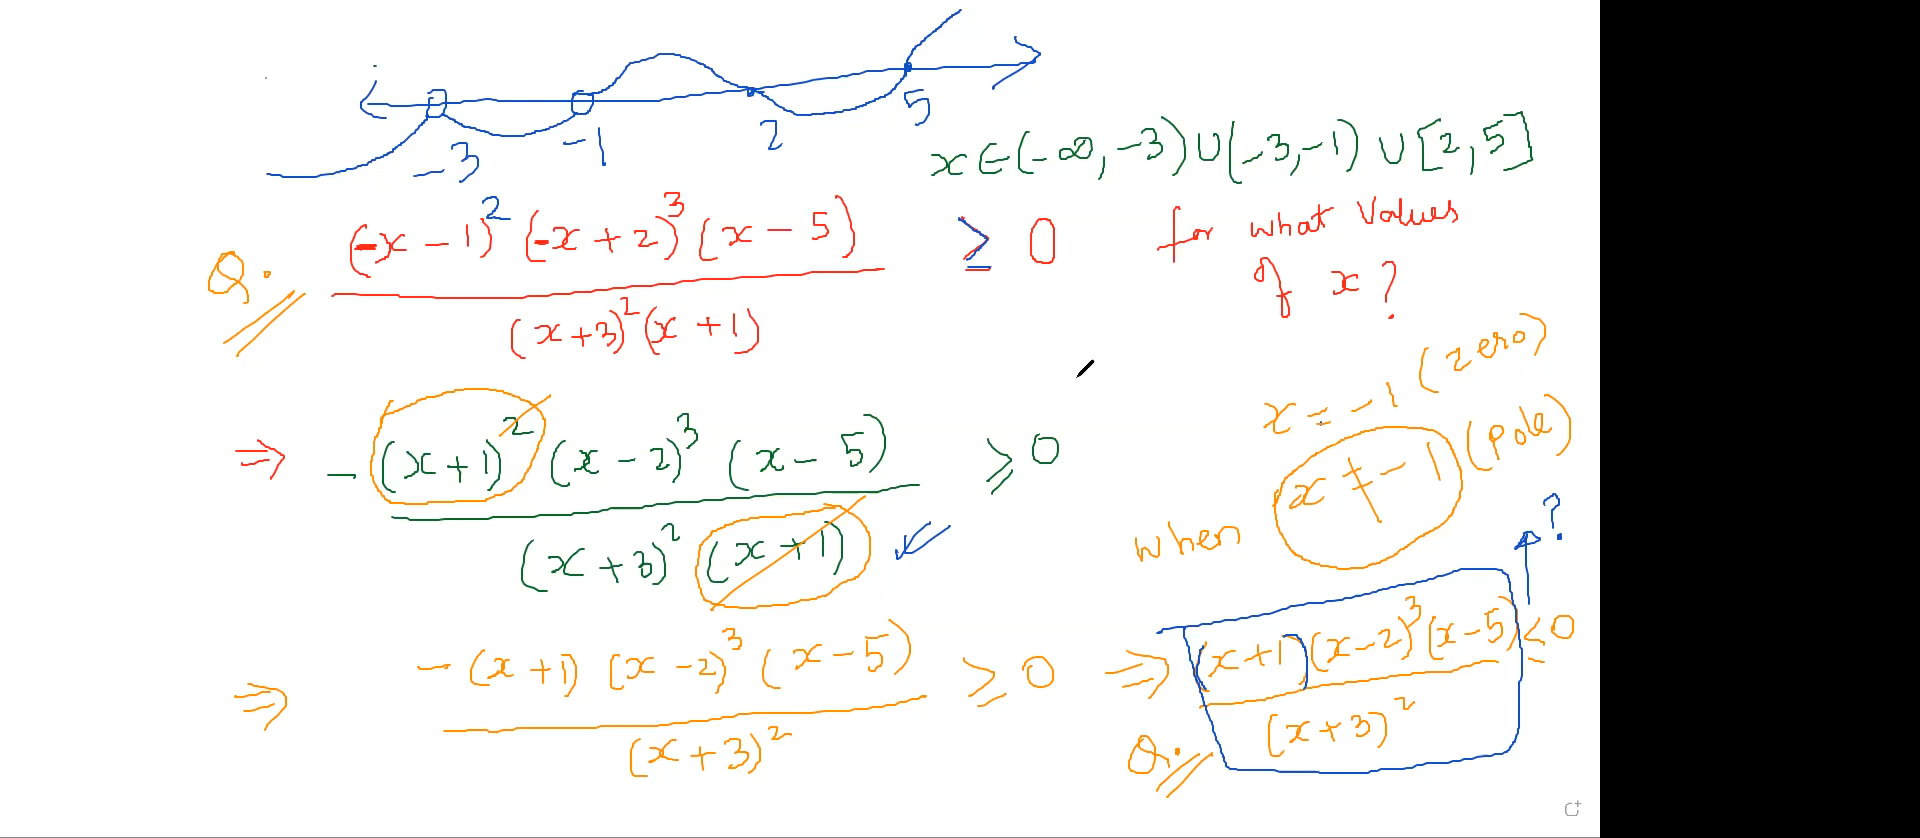 -3 -1 2 5
x ∈ (-∞, -3) ∪ (-3, -1) ∪ [2, 5]
Q. (-x - 1)² (-x + 2)³ (x - 5) / (x + 3)² (x + 1) ≥ 0 for what values of x?
x = -1 (zero)
when x ≠ -1 (Pole)
⇒ - (x + 1)² (x - 2)³ (x - 5) / (x + 3)² (x + 1) ≥ 0
?
⇒ - (x + 1) (x - 2)³ (x - 5) / (x + 3)² ≥ 0
⇒ (x + 1) (x - 2)³ (x - 5) / (x + 3)² ≤ 0
Q.